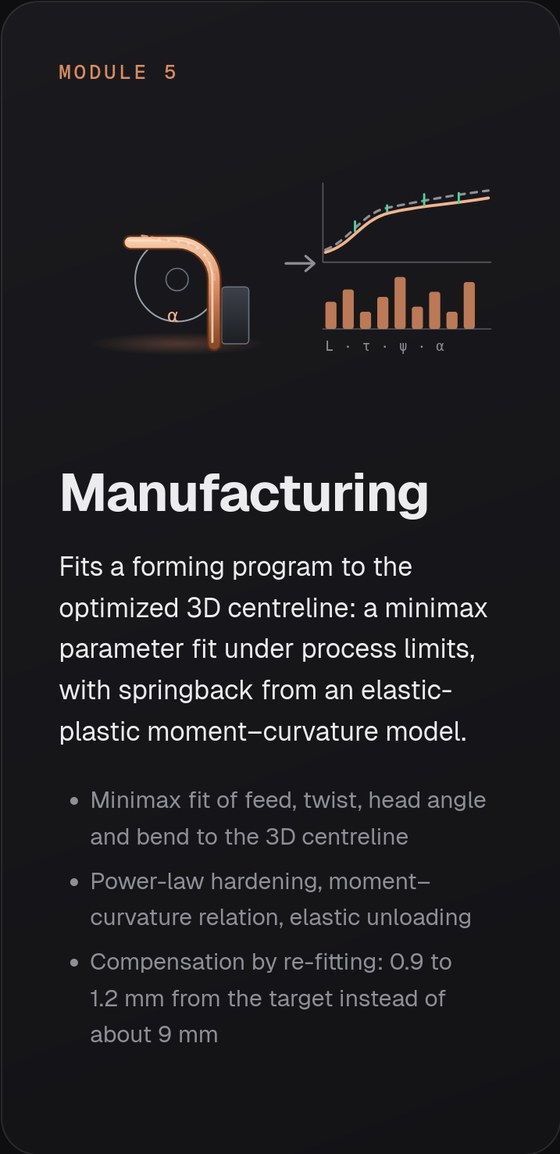 MODULE 5
α
L · τ · ψ · α
Manufacturing
Fits a forming program to the
optimized 3D centreline: a minimax
parameter fit under process limits,
with springback from an elastic-
plastic moment–curvature model.
• Minimax fit of feed, twist, head angle
and bend to the 3D centreline
• Power-law hardening, moment–
curvature relation, elastic unloading
• Compensation by re-fitting: 0.9 to
1.2 mm from the target instead of
about 9 mm